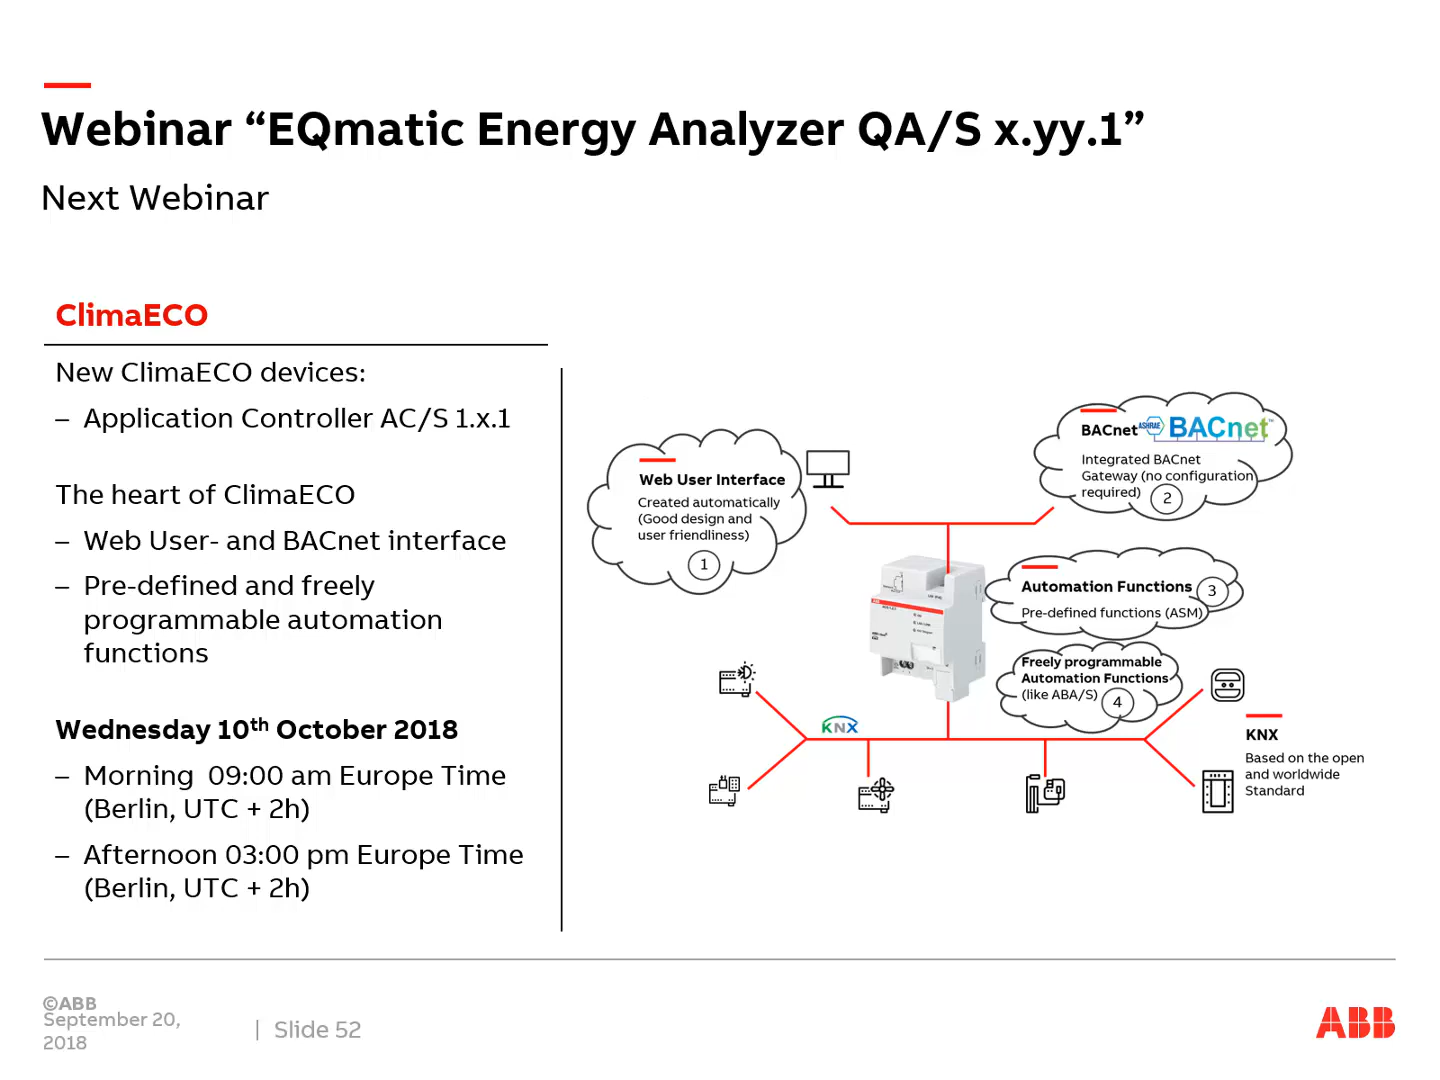 Webinar “EQmatic Energy Analyzer QA/S x.yy.1”
Next Webinar
ClimaECO
New ClimaECO devices:
– Application Controller AC/S 1.x.1
The heart of ClimaECO
– Web User- and BACnet interface
– Pre-defined and freely
programmable automation
functions
Wednesday 10th October 2018
– Morning  09:00 am Europe Time
(Berlin, UTC + 2h)
– Afternoon 03:00 pm Europe Time
(Berlin, UTC + 2h)
Web User Interface
Created automatically
(Good design and
user friendliness)
1
BACnet ASHRAE BACnet™
Integrated BACnet
Gateway (no configuration
required) 2
Automation Functions 3
Pre-defined functions (ASM)
Freely programmable
Automation Functions
(like ABA/S) 4
KNX
KNX
Based on the open
and worldwide
Standard
©ABB
September 20,
2018
| Slide 52
ABB